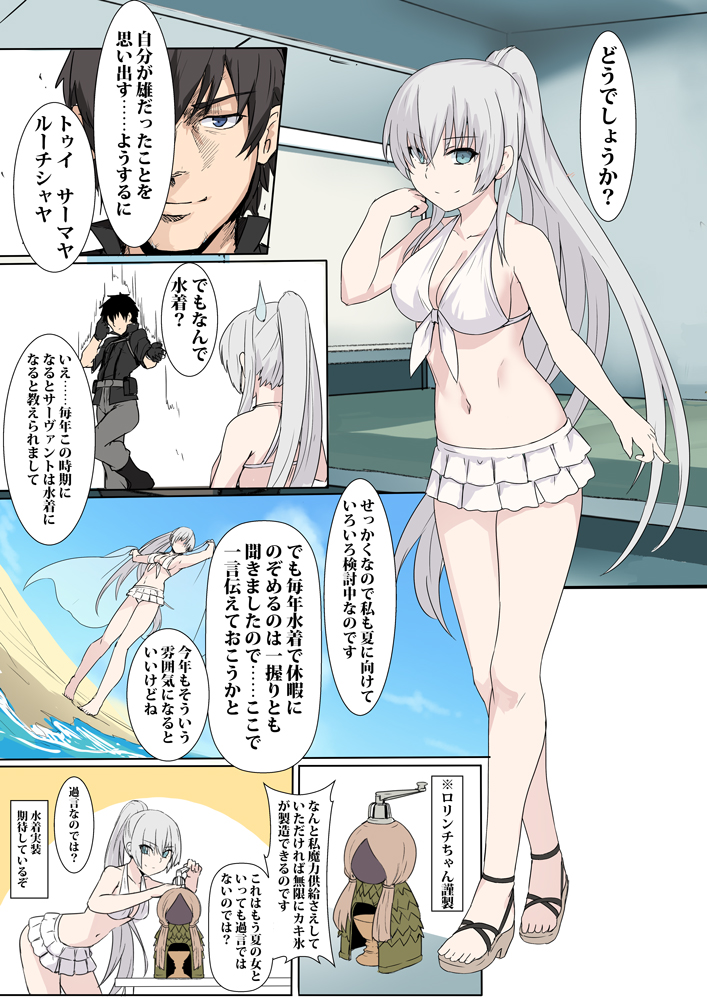 どうでしょうか？
自分が雄だったことを
思い出す……ようするに
トゥイ　サーマヤ
ルーチシャヤ
でもなんで
水着？
いえ……毎年この時期に
なるとサーヴァントは水着に
なると教えられまして
せっかくなので私も夏に向けて
いろいろ検討中なのです
でも毎年水着で休暇に
のぞめるのは一握りとも
聞きましたので……ここで
一言伝えておこうかと
今年もそういう
雰囲気になると
いいけどね
※ロリンチちゃん謹製
なんと私魔力供給さえして
いただければ無限にカキ氷
が製造できるのです
これはもう夏の女と
いっても過言では
ないのでは？
過言なのでは？
水着実装
期待しているぞ